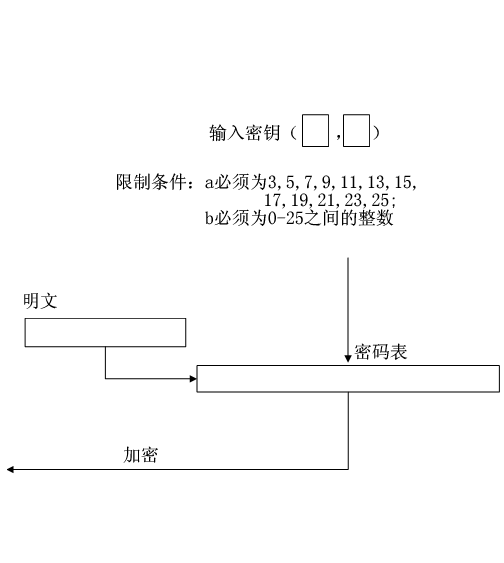 输入密钥（ ，）
限制条件：a必须为3,5,7,9,11,13,15,
17,19,21,23,25;
b必须为0-25之间的整数
明文
密码表
加密